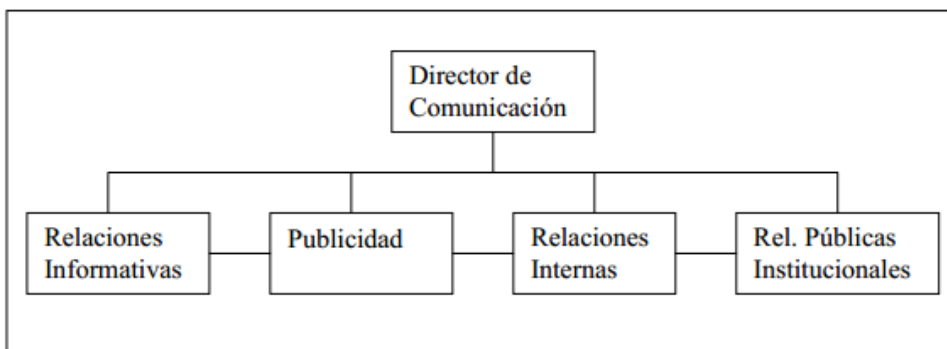 Director de
Comunicación
Relaciones
Informativas
Publicidad
Relaciones
Internas
Rel. Públicas
Institucionales